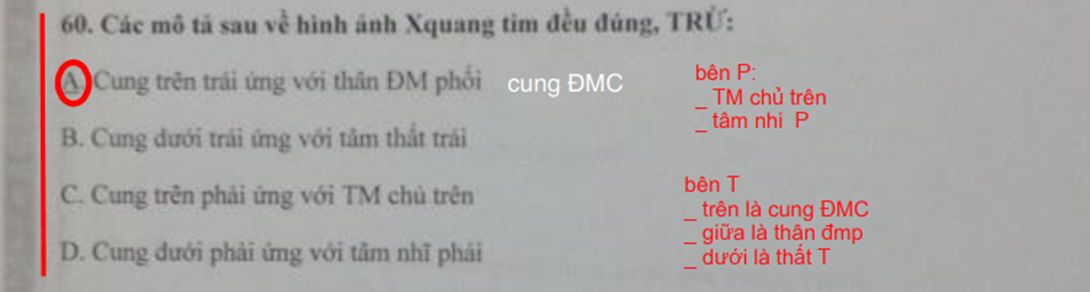 60. Các mô tả sau về hình ảnh Xquang tim đều đúng, TRỪ:
A. Cung trên trái ứng với thân ĐM phổi cung ĐMC
B. Cung dưới trái ứng với tâm thất trái
C. Cung trên phải ứng với TM chủ trên
D. Cung dưới phải ứng với tâm nhĩ phải
bên P:
_ TM chủ trên
_ tâm nhi P
bên T
_ trên là cung ĐMC
_ giữa là thân đmp
_ dưới là thất T